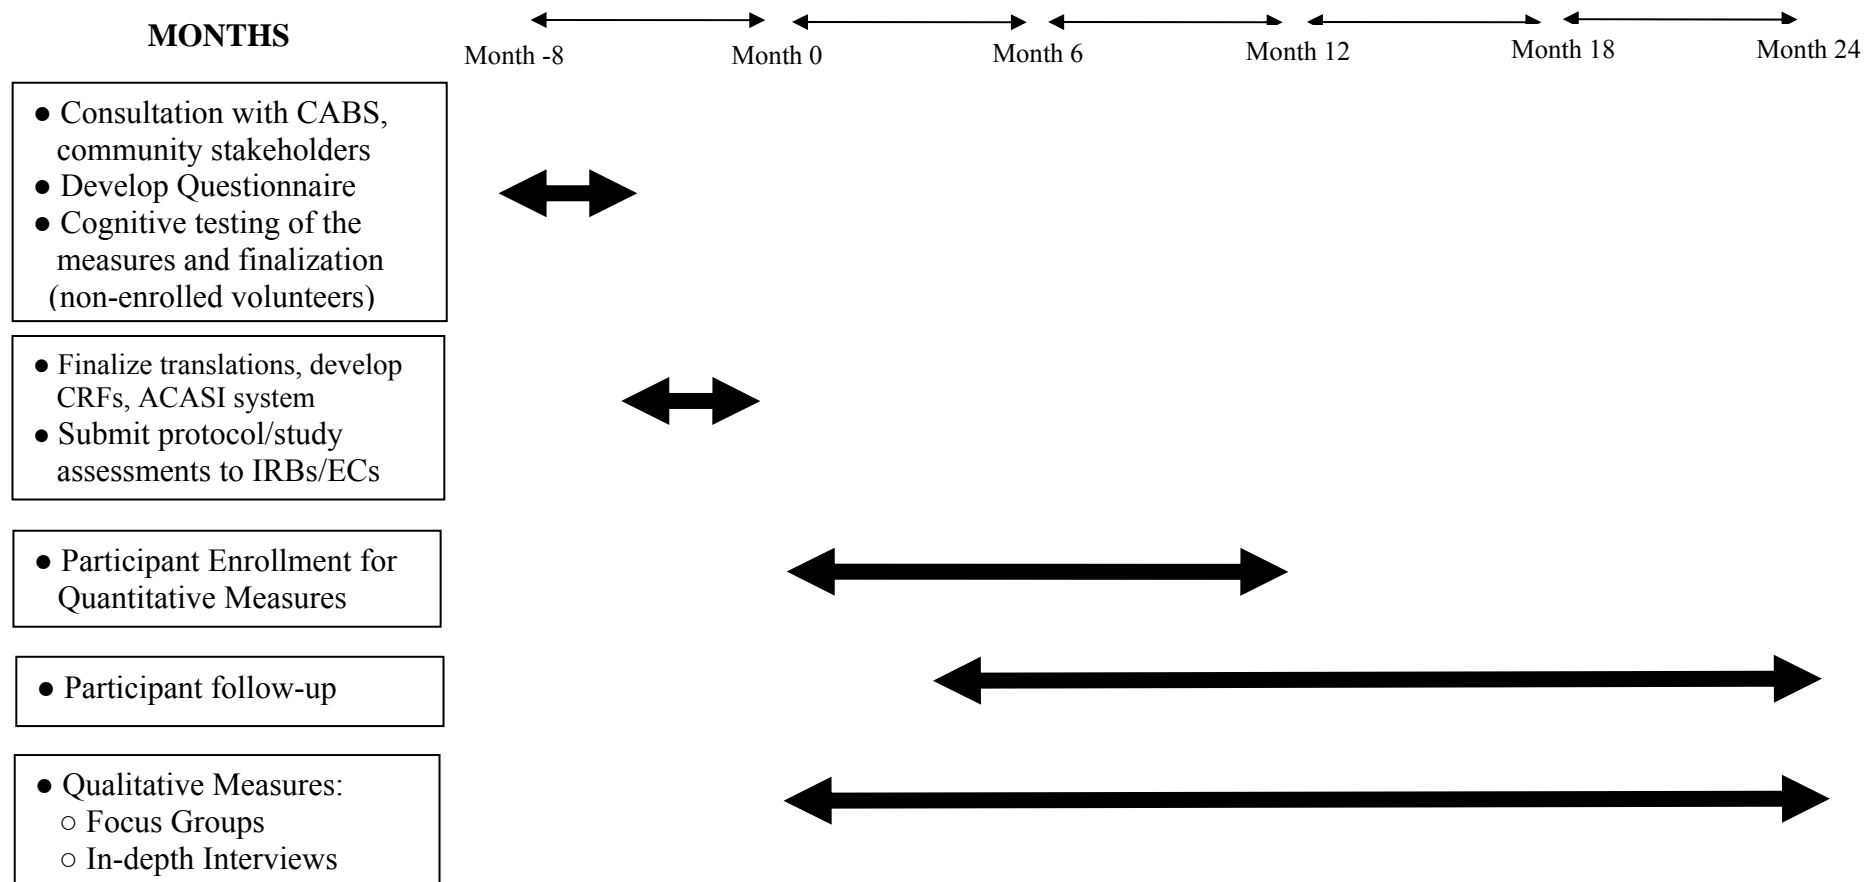 MONTHS
Month -8
Month 0
Month 6
Month 12
Month 18
Month 24
● Consultation with CABS,
community stakeholders
● Develop Questionnaire
● Cognitive testing of the
measures and finalization
(non-enrolled volunteers)
● Finalize translations, develop
CRFs, ACASI system
● Submit protocol/study
assessments to IRBs/ECs
● Participant Enrollment for
Quantitative Measures
● Participant follow-up
● Qualitative Measures:
○ Focus Groups
○ In-depth Interviews